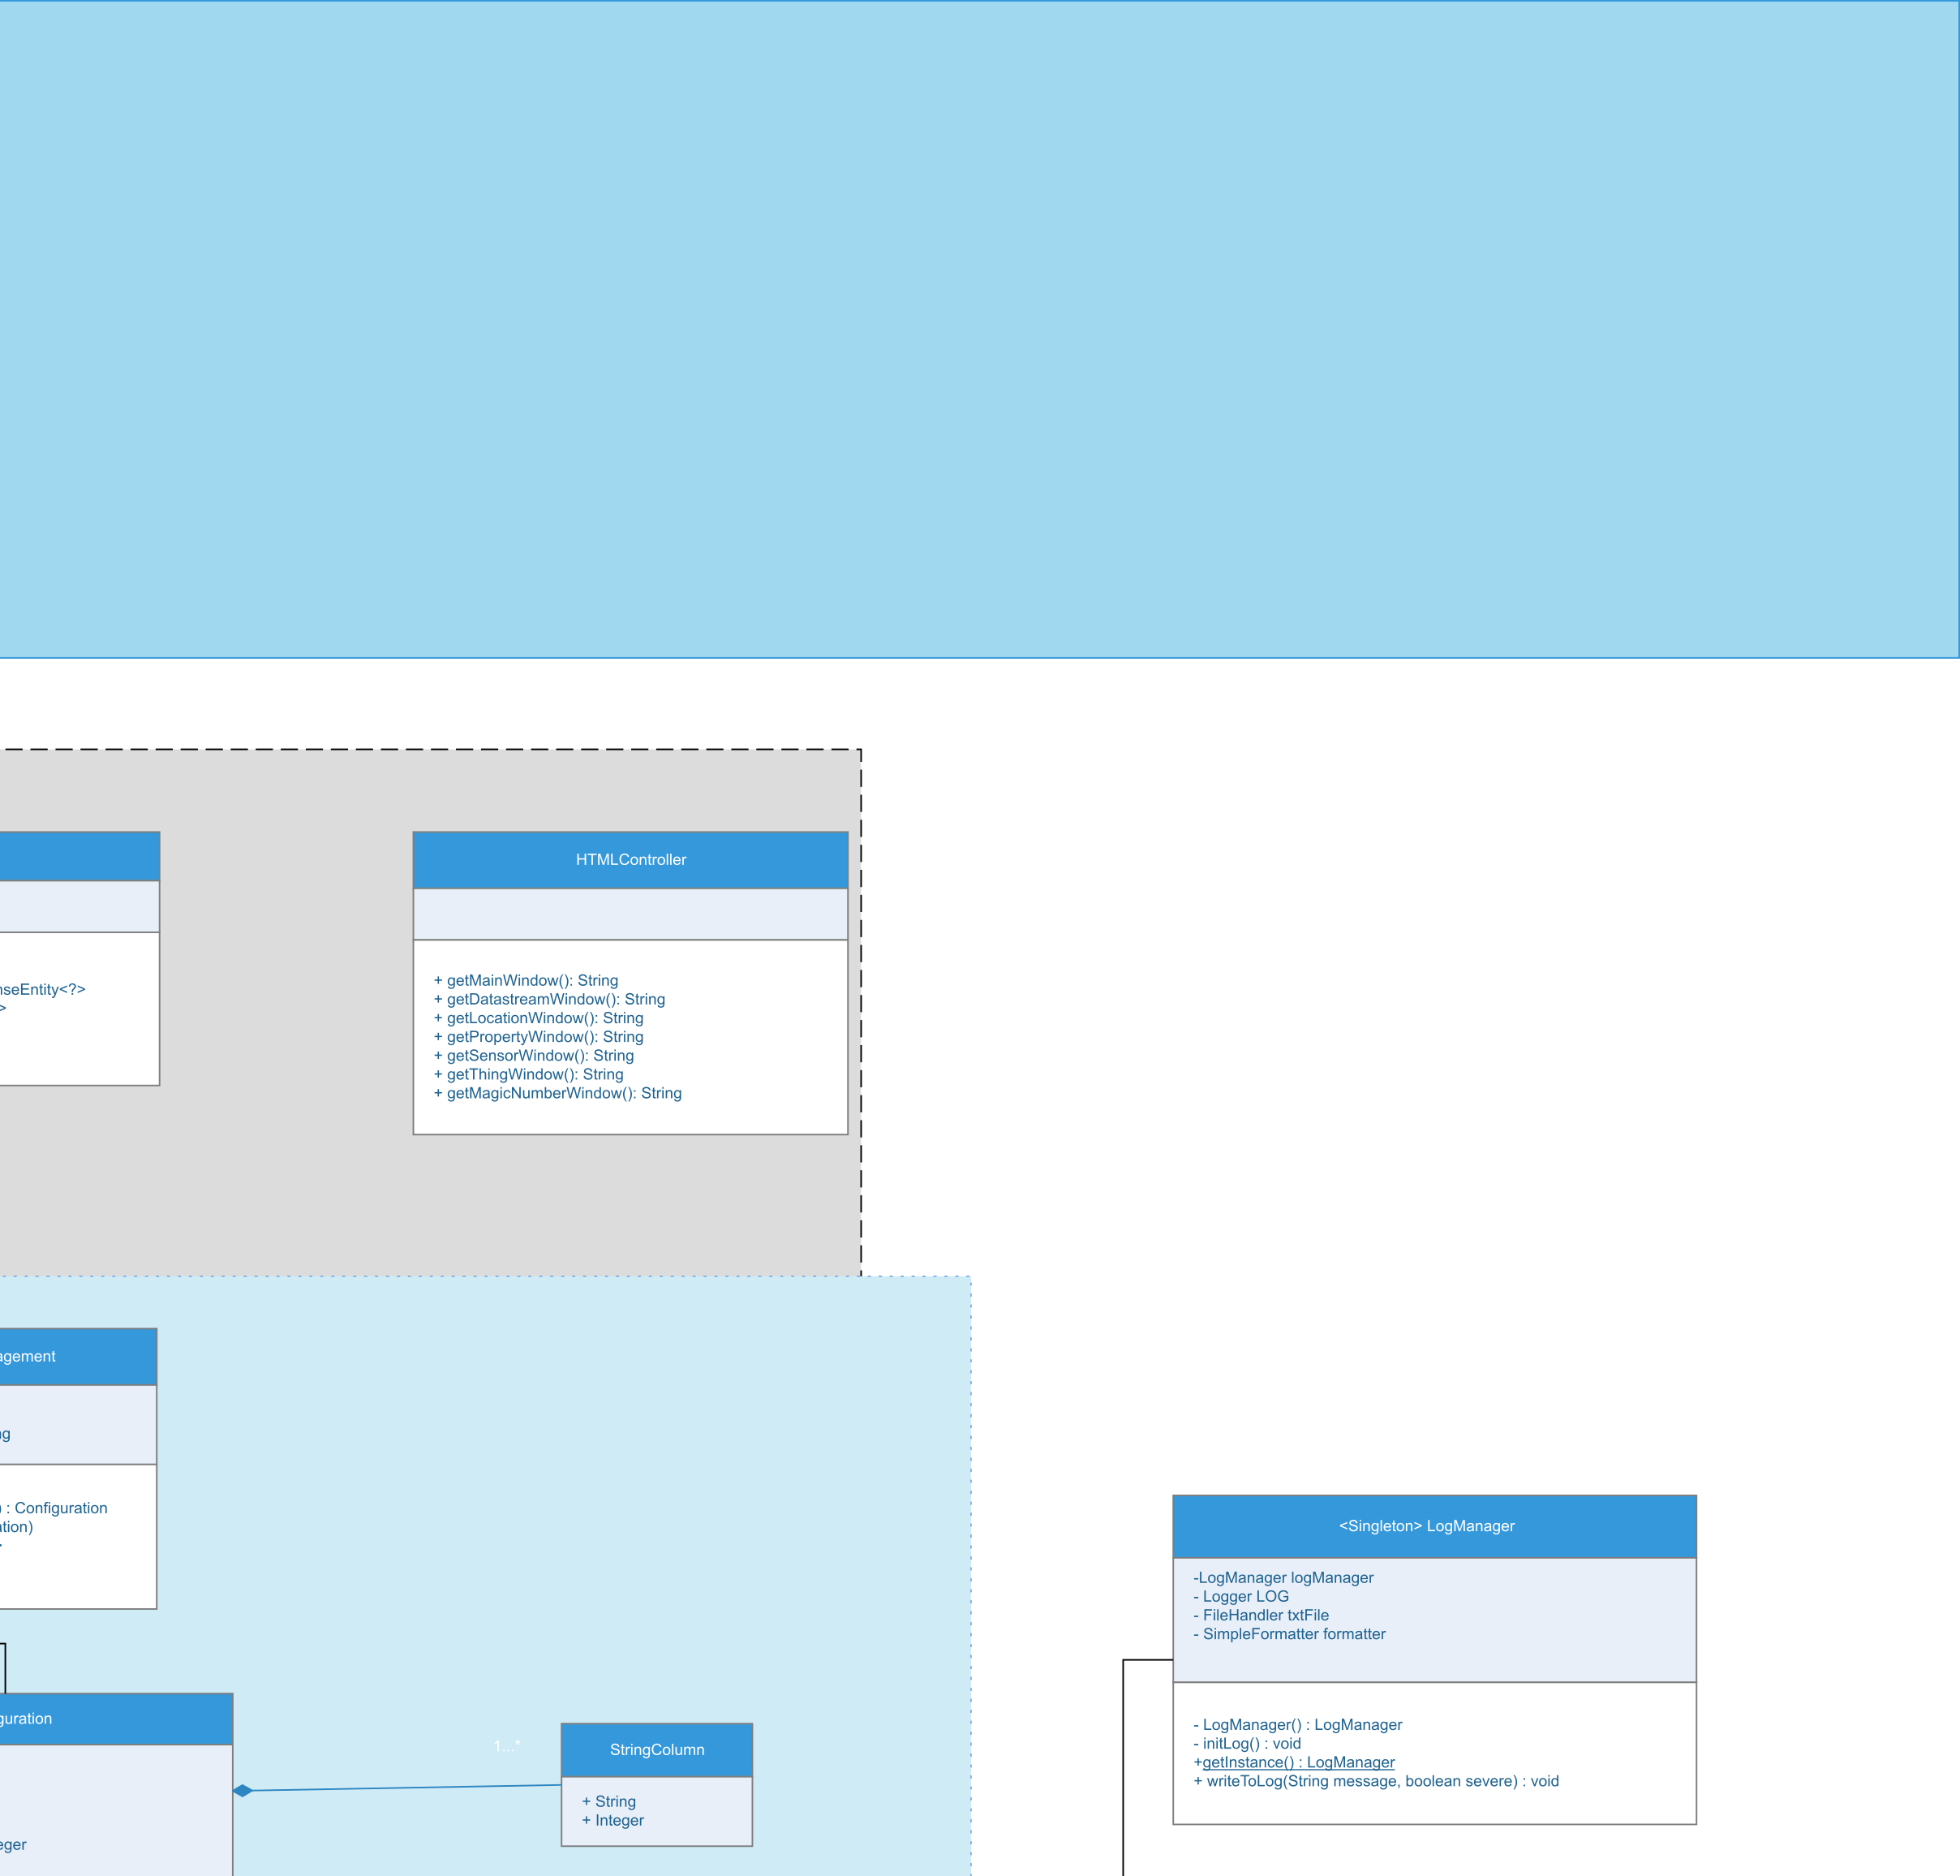 HTMLController
nseEntity<?>
>
+ getMainWindow(): String
+ getDatastreamWindow(): String
+ getLocationWindow(): String
+ getPropertyWindow(): String
+ getSensorWindow(): String
+ getThingWindow(): String
+ getMagicNumberWindow(): String
agement
ng
) : Configuration
ation)
<Singleton> LogManager
-LogManager logManager
- Logger LOG
- FileHandler txtFile
- SimpleFormatter formatter
- LogManager() : LogManager
- initLog() : void
+getInstance() : LogManager
+ writeToLog(String message, boolean severe) : void
guration
eger
1...*
StringColumn
+ String
+ Integer